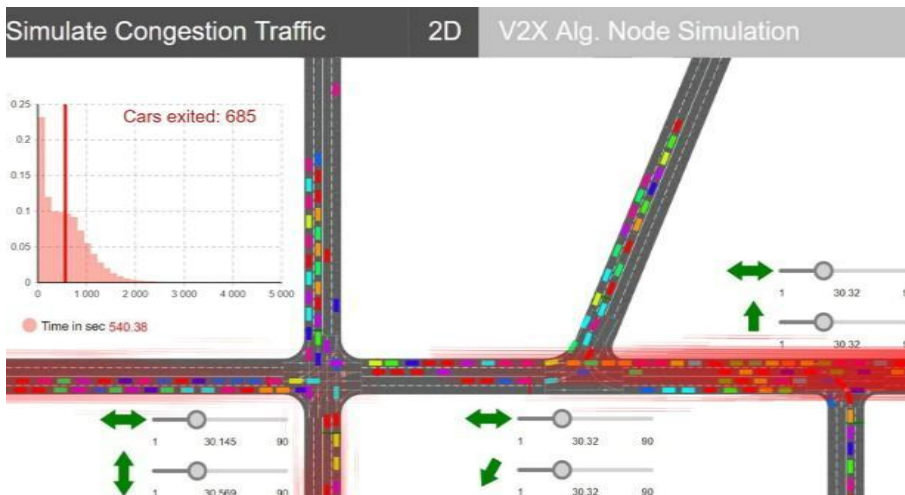 Simulate Congestion Traffic 2D V2X Alg. Node Simulation
0.25
Cars exited: 685
0.2
0.15
0.1
0.05
0
0 1 000 2 000 3 000 4 000 5 000
Time in sec 540.38
1 30.32
1 30.32
1 30.145 90
1 30.32 90
1 30.569 90
1 30.32 90